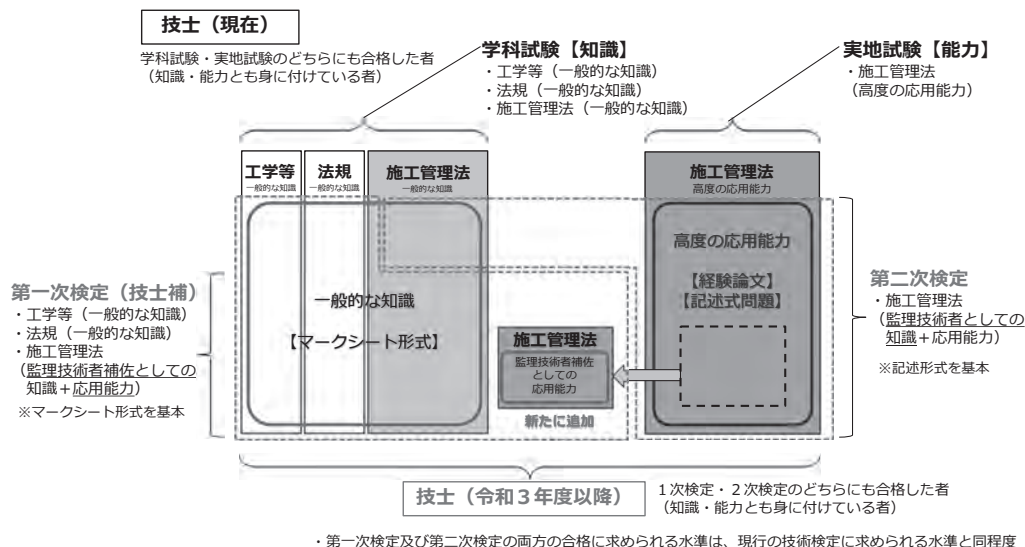 技士（現在）
学科試験・実地試験のどちらにも合格した者
（知識・能力とも身に付けている者）
学科試験【知識】
・工学等（一般的な知識）
・法規（一般的な知識）
・施工管理法（一般的な知識）
実地試験【能力】
・施工管理法
（高度の応用能力）
工学等
一般的な知識
法規
一般的な知識
施工管理法
一般的な知識
施工管理法
高度の応用能力
第一次検定（技士補）
・工学等（一般的な知識）
・法規（一般的な知識）
・施工管理法
（監理技術者補佐としての
知識＋応用能力）
※マークシート形式を基本
一般的な知識
【マークシート形式】
施工管理法
監理技術者補佐
としての
応用能力
新たに追加
高度の応用能力
【経験論文】
【記述式問題】
第二次検定
・施工管理法
（監理技術者としての
知識＋応用能力）
※記述形式を基本
技士（令和３年度以降）
１次検定・２次検定のどちらにも合格した者
（知識・能力とも身に付けている者）
・第一次検定及び第二次検定の両方の合格に求められる水準は、現行の技術検定に求められる水準と同程度